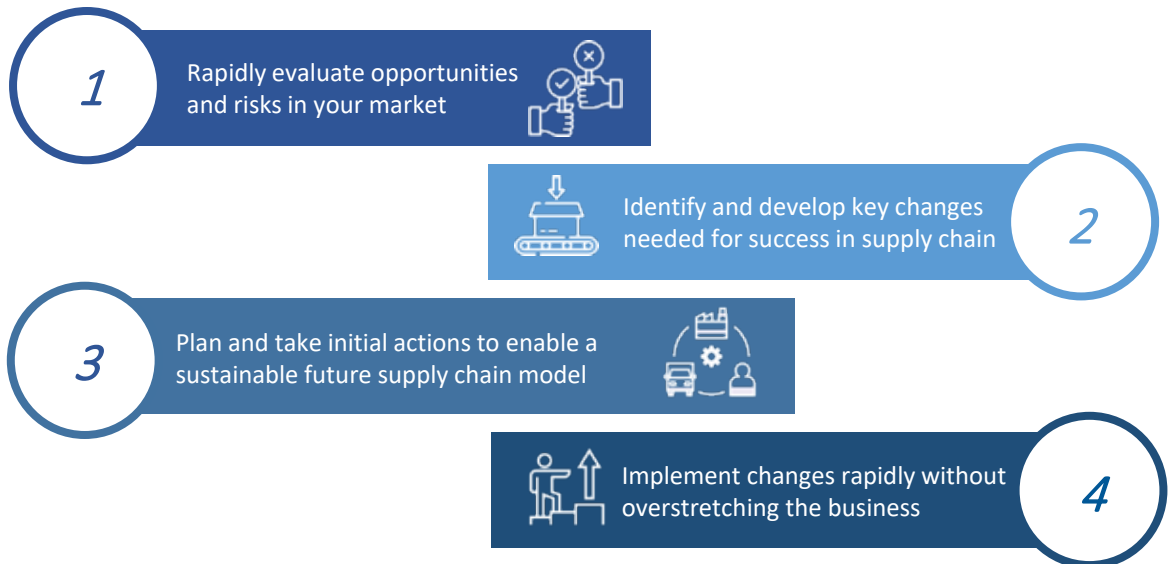 1
Rapidly evaluate opportunities
and risks in your market
Identify and develop key changes
needed for success in supply chain
2
3
Plan and take initial actions to enable a
sustainable future supply chain model
Implement changes rapidly without
overstretching the business
4